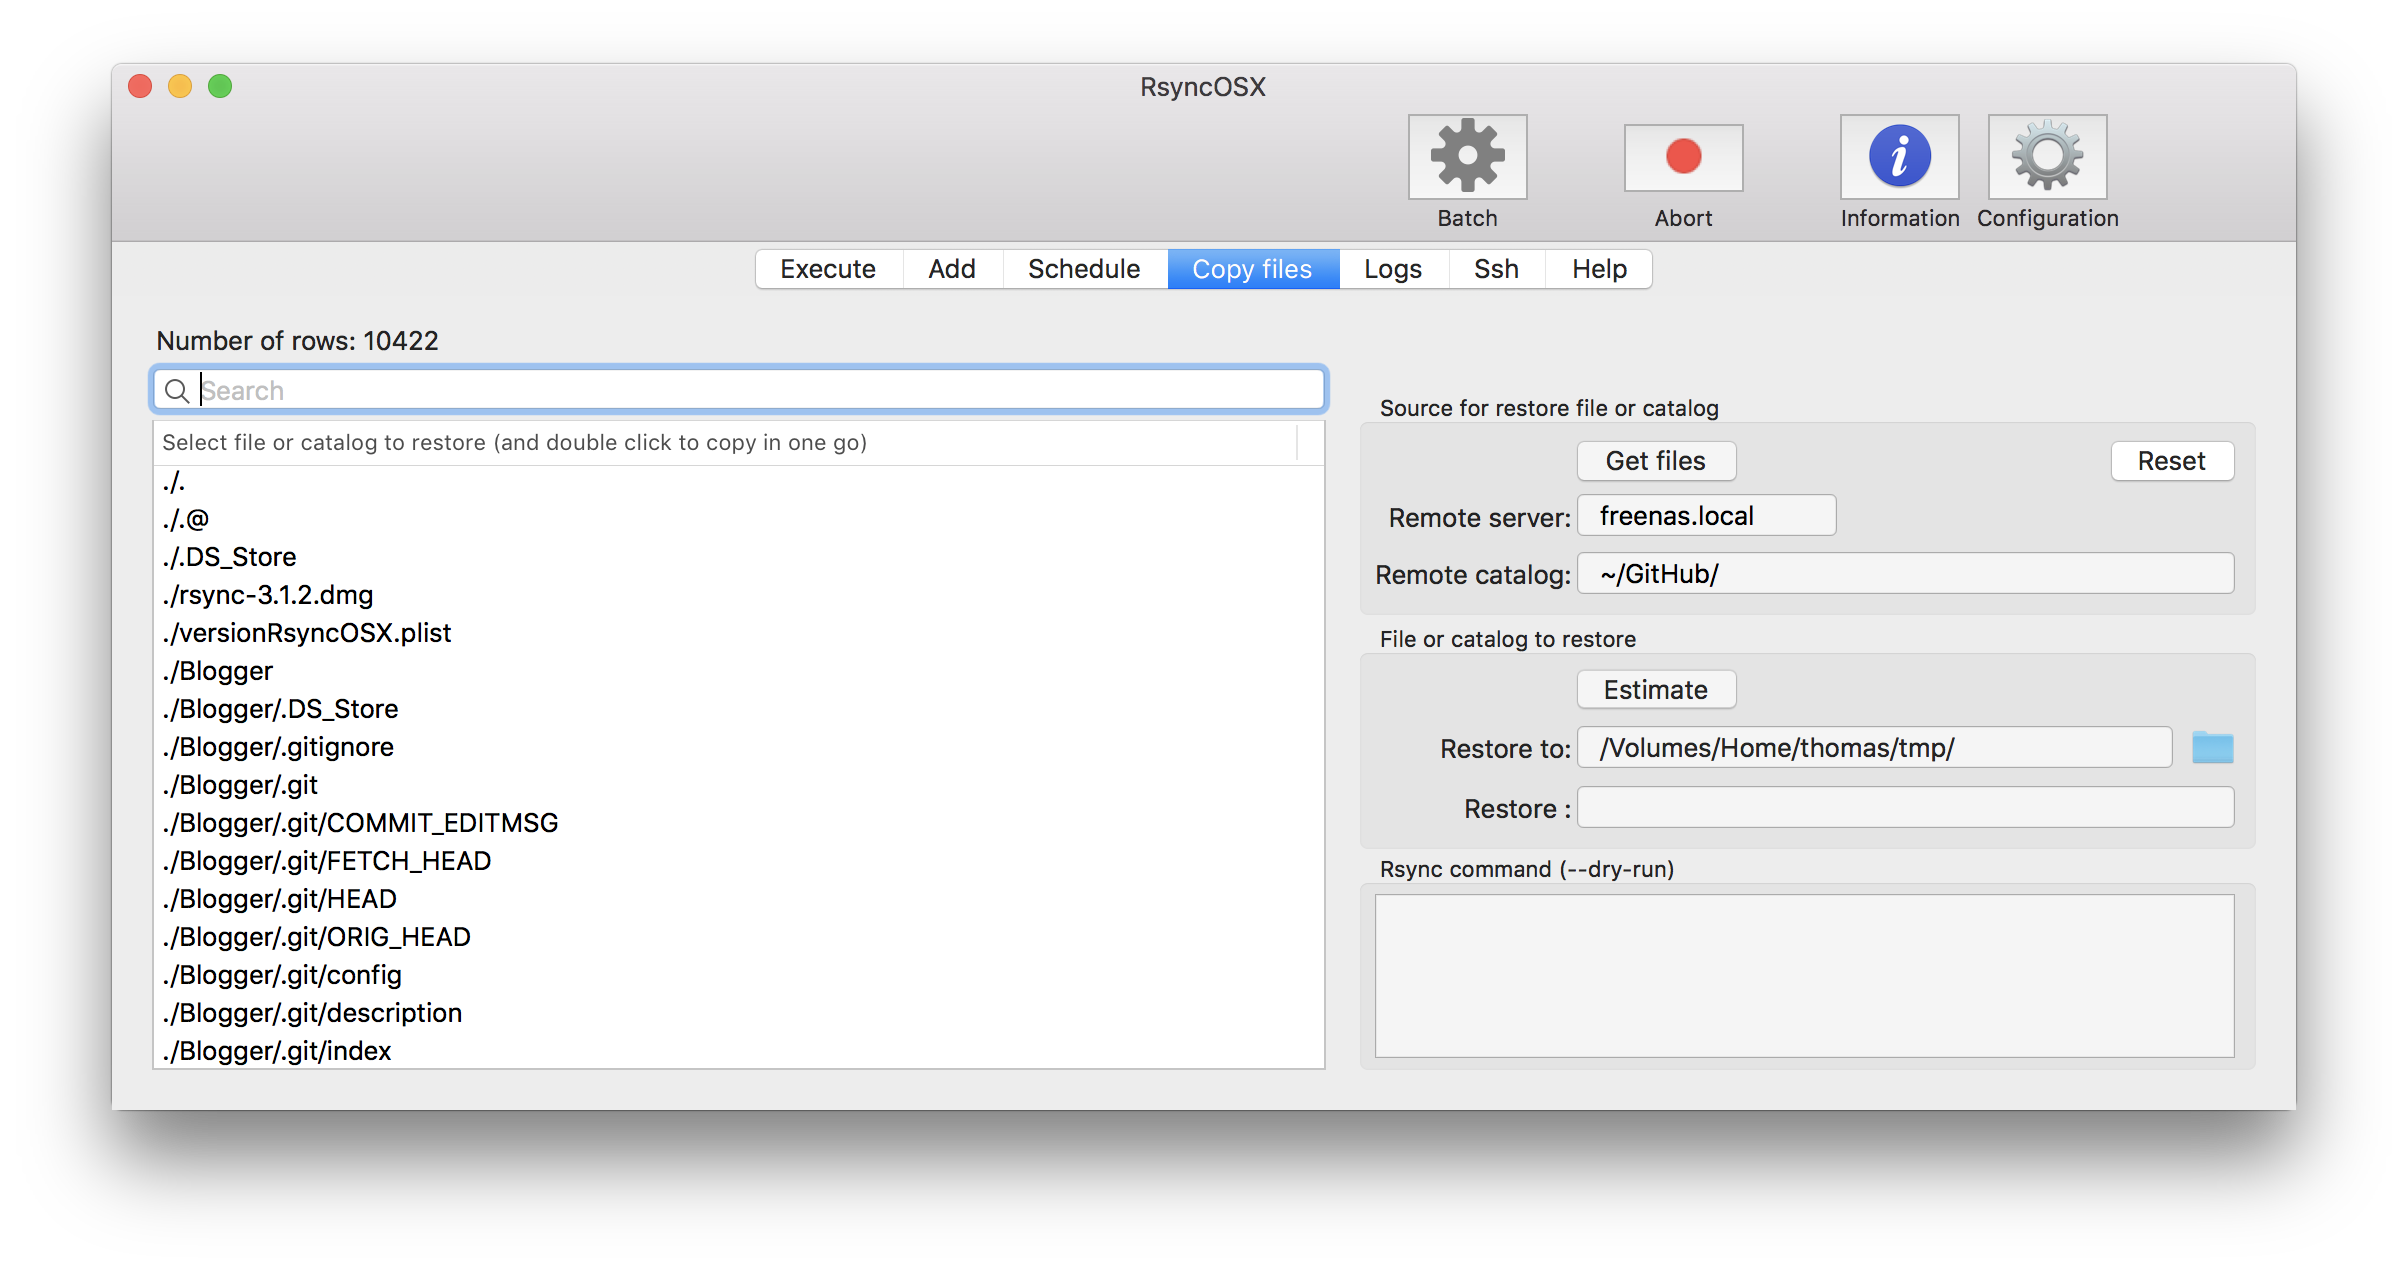 RsyncOSX
Batch
Abort
Information
Configuration
Execute
Add
Schedule
Copy files
Logs
Ssh
Help
Number of rows: 10422
Search
Select file or catalog to restore (and double click to copy in one go)
./.
./.@
./.DS_Store
./rsync-3.1.2.dmg
./versionRsyncOSX.plist
./Blogger
./Blogger/.DS_Store
./Blogger/.gitignore
./Blogger/.git
./Blogger/.git/COMMIT_EDITMSG
./Blogger/.git/FETCH_HEAD
./Blogger/.git/HEAD
./Blogger/.git/ORIG_HEAD
./Blogger/.git/config
./Blogger/.git/description
./Blogger/.git/index
Source for restore file or catalog
Get files
Reset
Remote server: freenas.local
Remote catalog: ~/GitHub/
File or catalog to restore
Estimate
Restore to: /Volumes/Home/thomas/tmp/
Restore :
Rsync command (--dry-run)